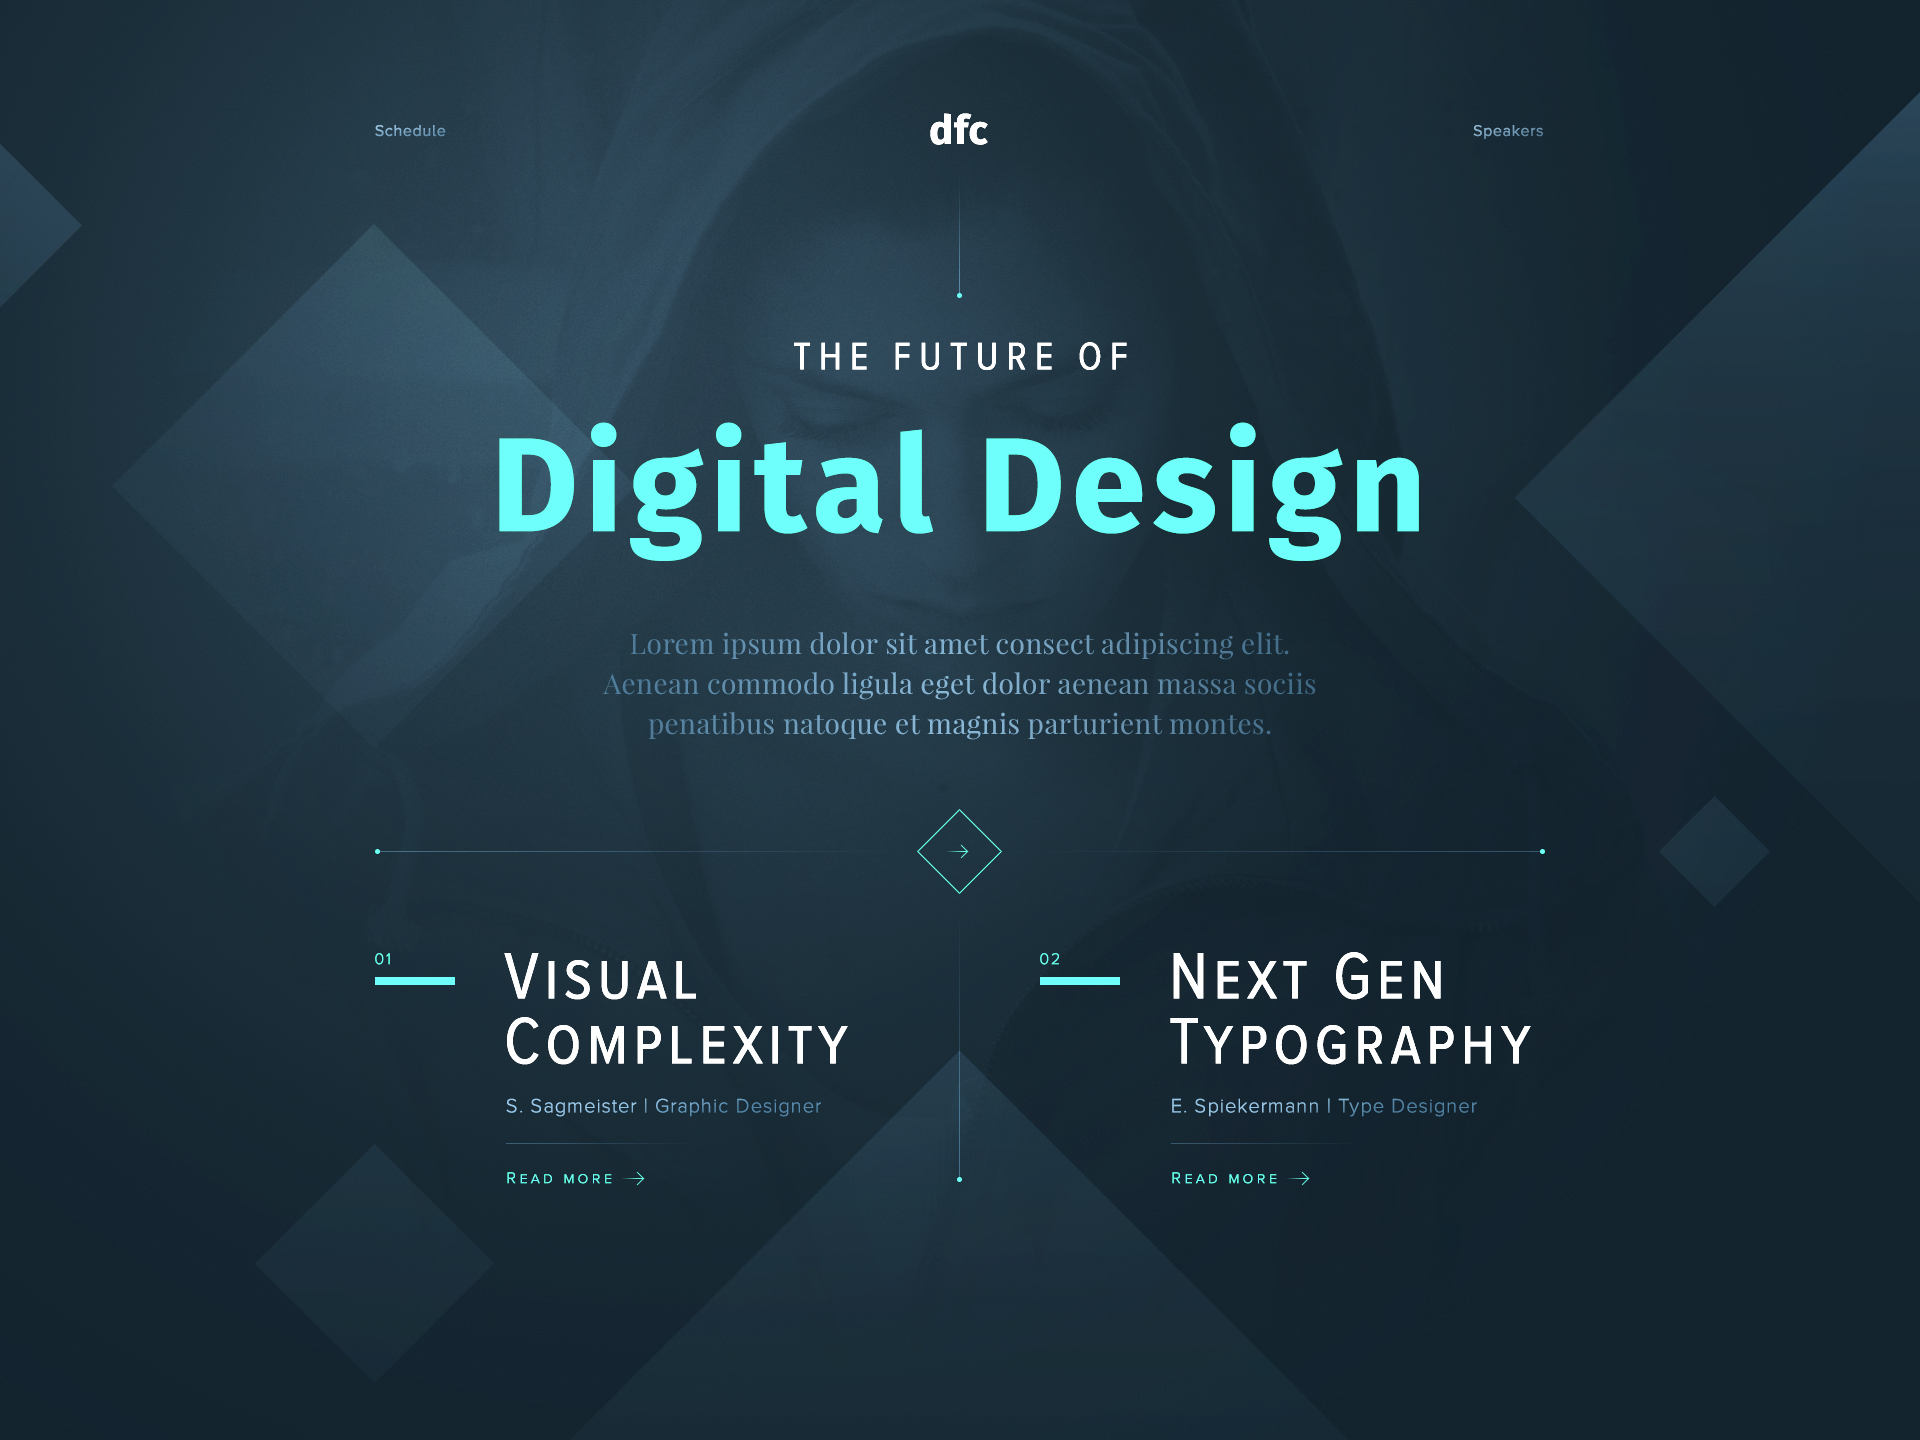 Schedule
dfc
Speakers
THE FUTURE OF
Digital Design
Lorem ipsum dolor sit amet consect adipiscing elit.
Aenean commodo ligula eget dolor aenean massa sociis
penatibus natoque et magnis parturient montes.
01
VISUAL
COMPLEXITY
S. Sagmeister | Graphic Designer
READ MORE →
02
NEXT GEN
TYPOGRAPHY
E. Spiekermann | Type Designer
READ MORE →